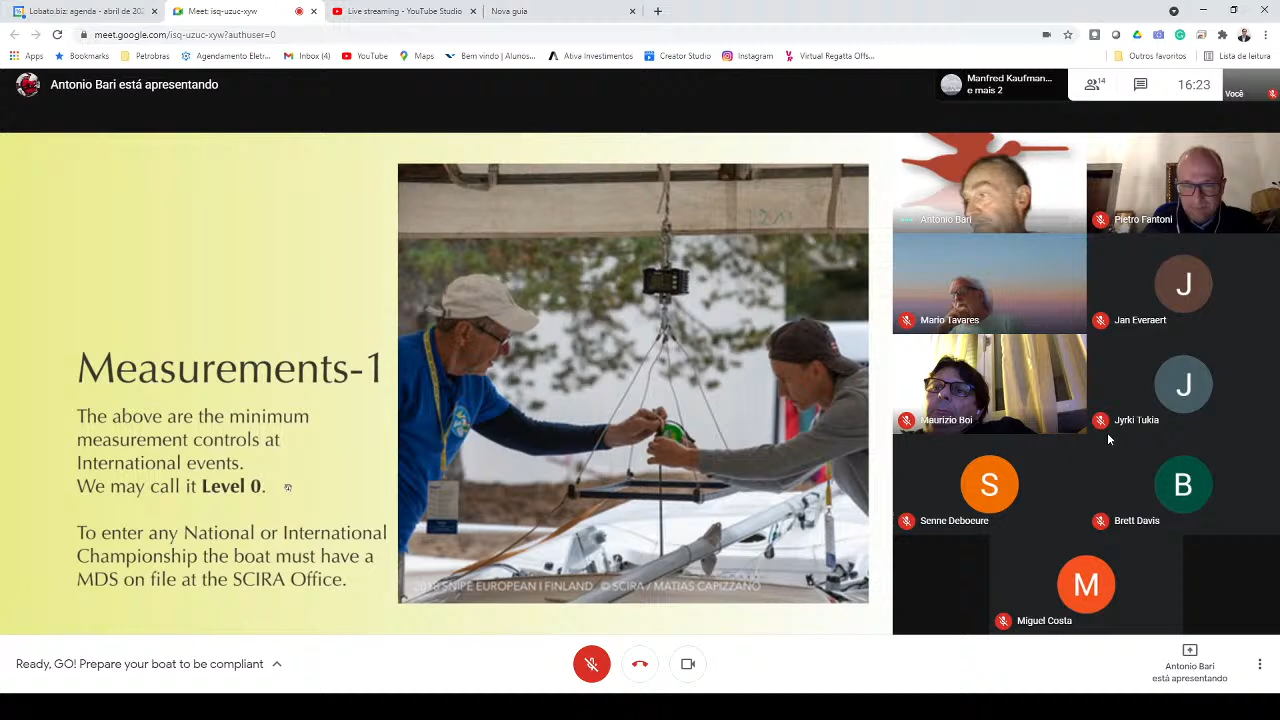 Lobato.biz: agenda - abril de 202
Meet: isq-uzuc-xyw
Live streaming - YouTube Studio
Nova guia
meet.google.com/isq-uzuc-xyw?authuser=0
Apps
Bookmarks
Petrobras
Agendamento Eletr...
Inbox (4)
YouTube
Maps
Bem vindo | Alunos...
Ativa Investimentos
Creator Studio
Instagram
Virtual Regatta Offs...
Outros favoritos
Lista de leitura
Antonio Bari está apresentando
Manfred Kaufman...
e mais 2
14
16:23
Você
Measurements-1
The above are the minimum
measurement controls at
International events.
We may call it Level 0.
To enter any National or International
Championship the boat must have a
MDS on file at the SCIRA Office.
2018 SNIPE EUROPEAN I FINLAND © SCIRA / MATIAS CAPIZZANO
Antonio Bari
Pietro Fantoni
Mario Tavares
J
Jan Everaert
Maurizio Boi
J
Jyrki Tukia
S
Senne Deboeure
B
Brett Davis
M
Miguel Costa
Ready, GO! Prepare your boat to be compliant
Antonio Bari
está apresentando